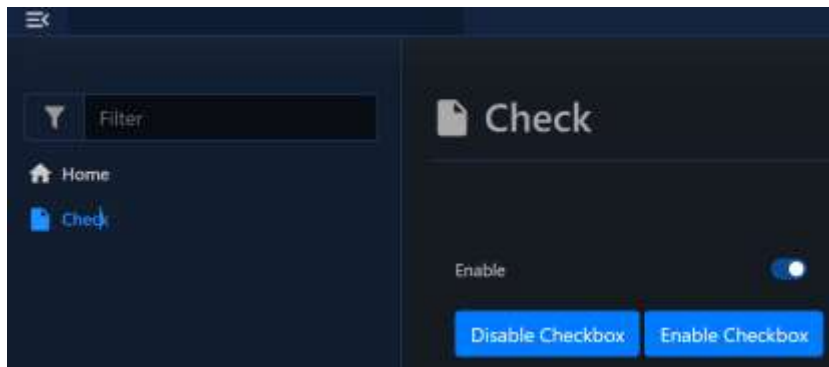 Filter
Home
Check
Check
Enable
Disable Checkbox
Enable Checkbox